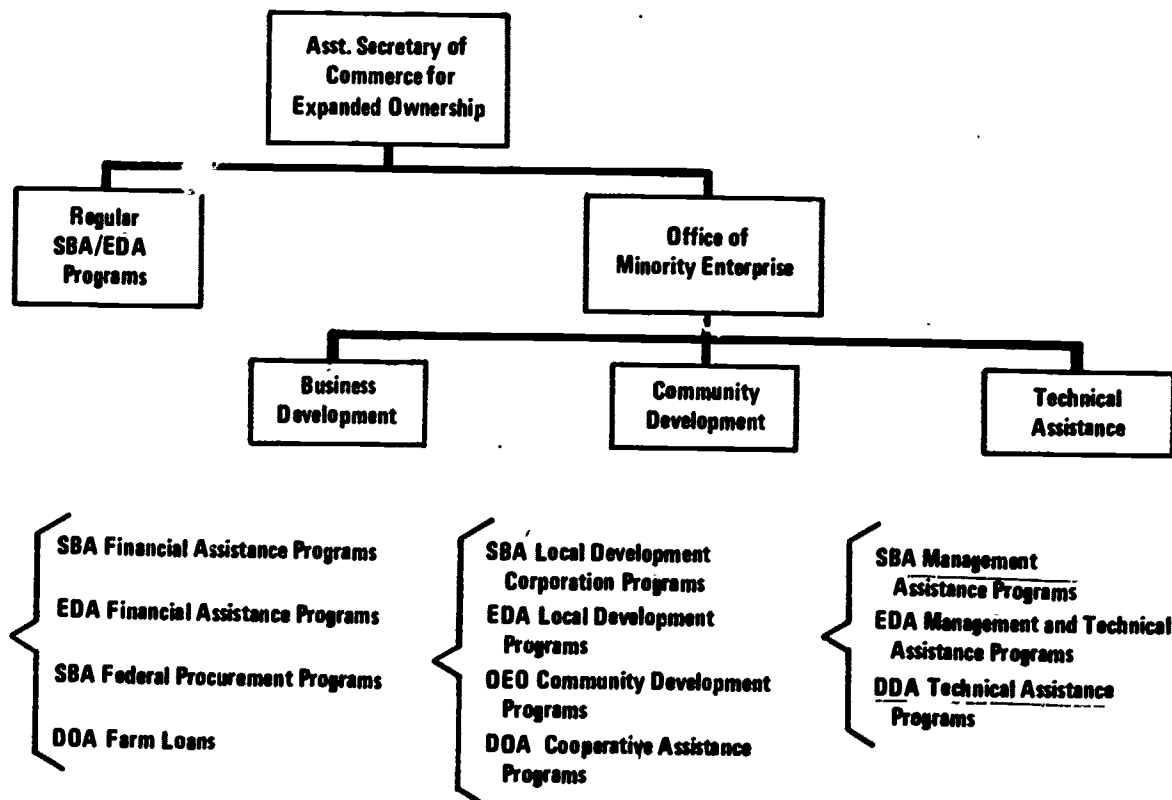 Asst. Secretary of
Commerce for
Expanded Ownership
Regular
SBA/EDA
Programs
Office of
Minority Enterprise
Business
Development
Community
Development
Technical
Assistance
SBA Financial Assistance Programs
EDA Financial Assistance Programs
SBA Federal Procurement Programs
DOA Farm Loans
SBA Local Development
Corporation Programs
EDA Local Development
Programs
OEO Community Development
Programs
DOA Cooperative Assistance
Programs
SBA Management
Assistance Programs
EDA Management and Technical
Assistance Programs
DDA Technical Assistance
Programs